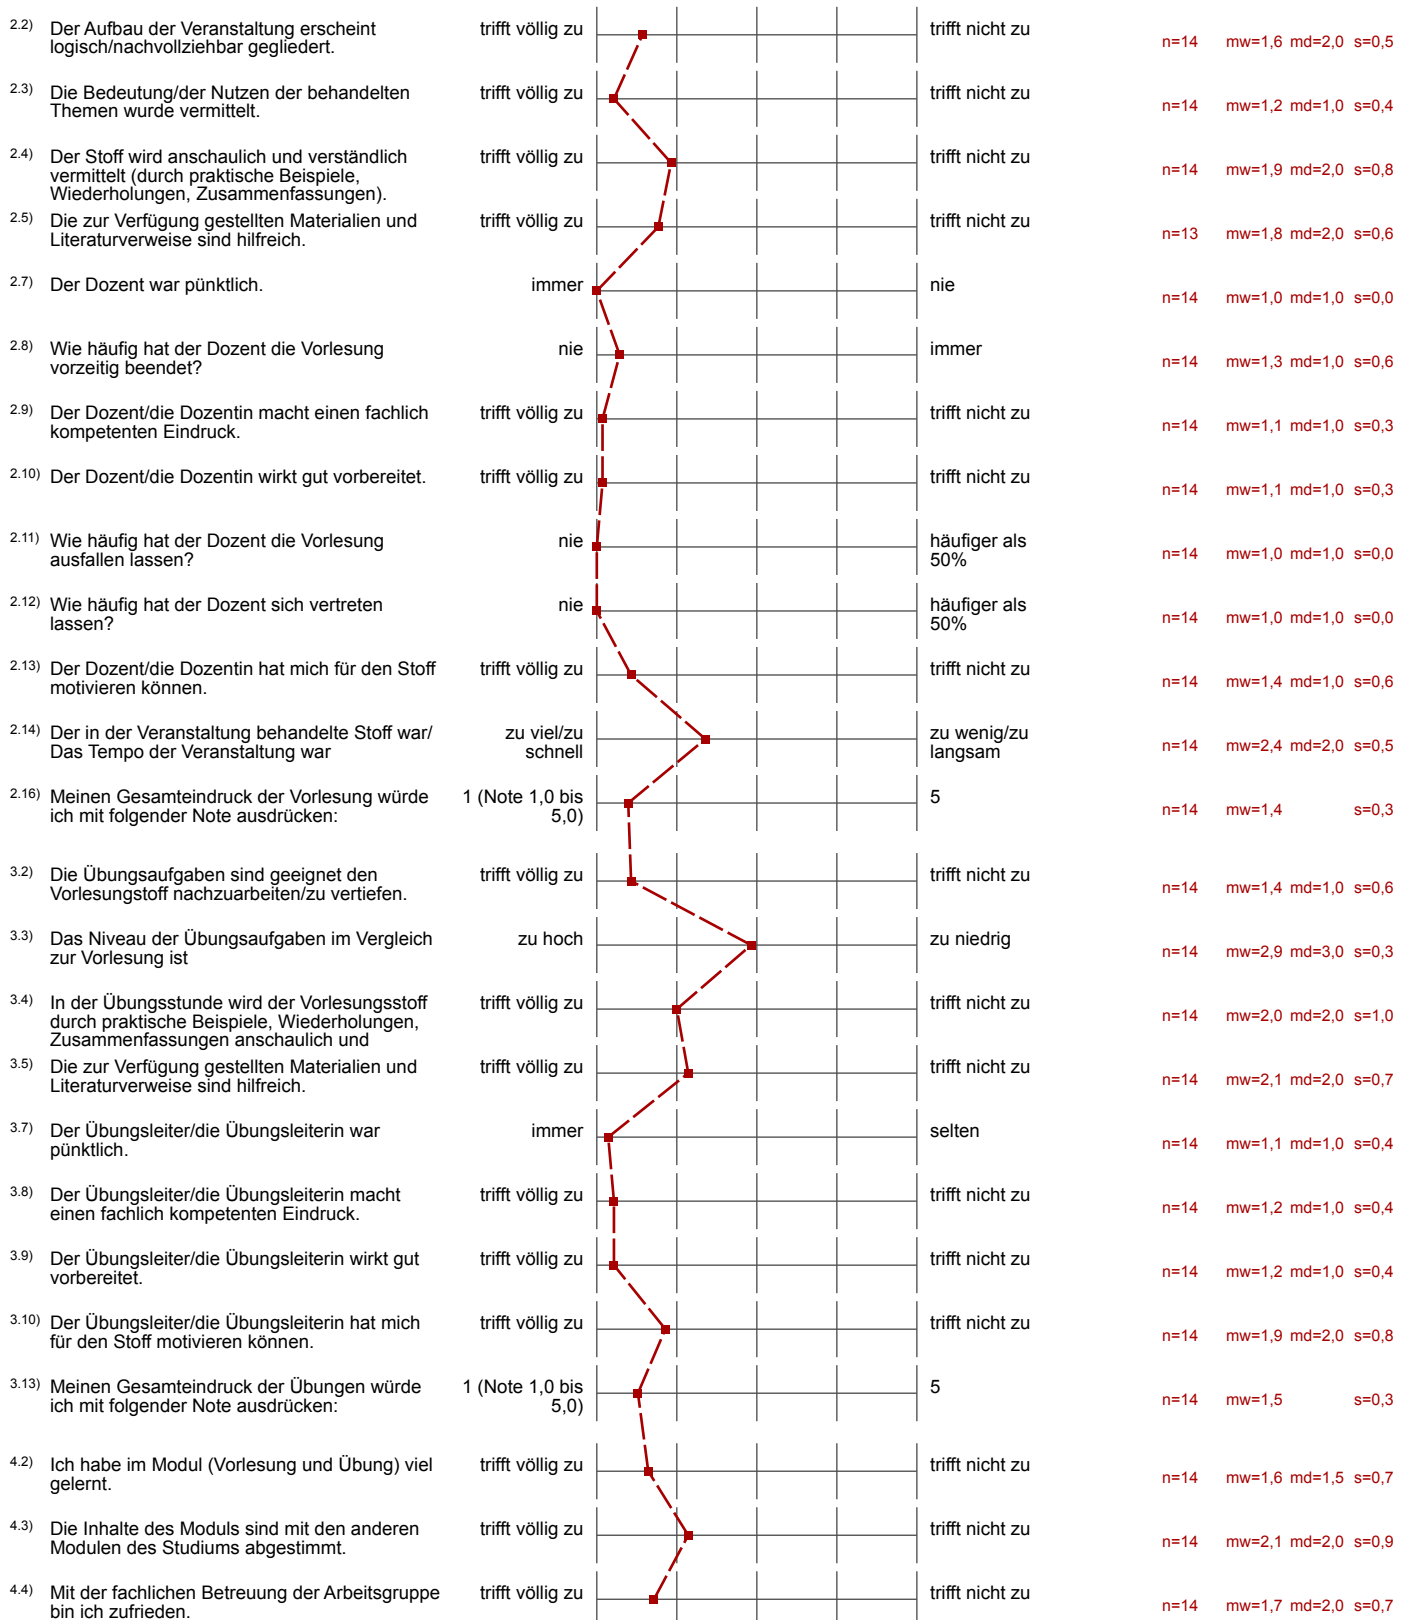 2.2) Der Aufbau der Veranstaltung erscheint logisch/nachvollziehbar gegliedert. trifft völlig zu trifft nicht zu n=14 mw=1,6 md=2,0 s=0,5
2.3) Die Bedeutung/der Nutzen der behandelten Themen wurde vermittelt. trifft völlig zu trifft nicht zu n=14 mw=1,2 md=1,0 s=0,4
2.4) Der Stoff wird anschaulich und verständlich vermittelt (durch praktische Beispiele, Wiederholungen, Zusammenfassungen). trifft völlig zu trifft nicht zu n=14 mw=1,9 md=2,0 s=0,8
2.5) Die zur Verfügung gestellten Materialien und Literaturverweise sind hilfreich. trifft völlig zu trifft nicht zu n=13 mw=1,8 md=2,0 s=0,6
2.7) Der Dozent war pünktlich. immer nie n=14 mw=1,0 md=1,0 s=0,0
2.8) Wie häufig hat der Dozent die Vorlesung vorzeitig beendet? nie immer n=14 mw=1,3 md=1,0 s=0,6
2.9) Der Dozent/die Dozentin macht einen fachlich kompetenten Eindruck. trifft völlig zu trifft nicht zu n=14 mw=1,1 md=1,0 s=0,3
2.10) Der Dozent/die Dozentin wirkt gut vorbereitet. trifft völlig zu trifft nicht zu n=14 mw=1,1 md=1,0 s=0,3
2.11) Wie häufig hat der Dozent die Vorlesung ausfallen lassen? nie häufiger als 50% n=14 mw=1,0 md=1,0 s=0,0
2.12) Wie häufig hat der Dozent sich vertreten lassen? nie häufiger als 50% n=14 mw=1,0 md=1,0 s=0,0
2.13) Der Dozent/die Dozentin hat mich für den Stoff motivieren können. trifft völlig zu trifft nicht zu n=14 mw=1,4 md=1,0 s=0,6
2.14) Der in der Veranstaltung behandelte Stoff war/ Das Tempo der Veranstaltung war zu viel/zu schnell zu wenig/zu langsam n=14 mw=2,4 md=2,0 s=0,5
2.16) Meinen Gesamteindruck der Vorlesung würde ich mit folgender Note ausdrücken: 1 (Note 1,0 bis 5,0) 5 n=14 mw=1,4 s=0,3
3.2) Die Übungsaufgaben sind geeignet den Vorlesungstoff nachzuarbeiten/zu vertiefen. trifft völlig zu trifft nicht zu n=14 mw=1,4 md=1,0 s=0,6
3.3) Das Niveau der Übungsaufgaben im Vergleich zur Vorlesung ist zu hoch zu niedrig n=14 mw=2,9 md=3,0 s=0,3
3.4) In der Übungsstunde wird der Vorlesungsstoff durch praktische Beispiele, Wiederholungen, Zusammenfassungen anschaulich und trifft völlig zu trifft nicht zu n=14 mw=2,0 md=2,0 s=1,0
3.5) Die zur Verfügung gestellten Materialien und Literaturverweise sind hilfreich. trifft völlig zu trifft nicht zu n=14 mw=2,1 md=2,0 s=0,7
3.7) Der Übungsleiter/die Übungsleiterin war pünktlich. immer selten n=14 mw=1,1 md=1,0 s=0,4
3.8) Der Übungsleiter/die Übungsleiterin macht einen fachlich kompetenten Eindruck. trifft völlig zu trifft nicht zu n=14 mw=1,2 md=1,0 s=0,4
3.9) Der Übungsleiter/die Übungsleiterin wirkt gut vorbereitet. trifft völlig zu trifft nicht zu n=14 mw=1,2 md=1,0 s=0,4
3.10) Der Übungsleiter/die Übungsleiterin hat mich für den Stoff motivieren können. trifft völlig zu trifft nicht zu n=14 mw=1,9 md=2,0 s=0,8
3.13) Meinen Gesamteindruck der Übungen würde ich mit folgender Note ausdrücken: 1 (Note 1,0 bis 5,0) 5 n=14 mw=1,5 s=0,3
4.2) Ich habe im Modul (Vorlesung und Übung) viel gelernt. trifft völlig zu trifft nicht zu n=14 mw=1,6 md=1,5 s=0,7
4.3) Die Inhalte des Moduls sind mit den anderen Modulen des Studiums abgestimmt. trifft völlig zu trifft nicht zu n=14 mw=2,1 md=2,0 s=0,9
4.4) Mit der fachlichen Betreuung der Arbeitsgruppe bin ich zufrieden. trifft völlig zu trifft nicht zu n=14 mw=1,7 md=2,0 s=0,7